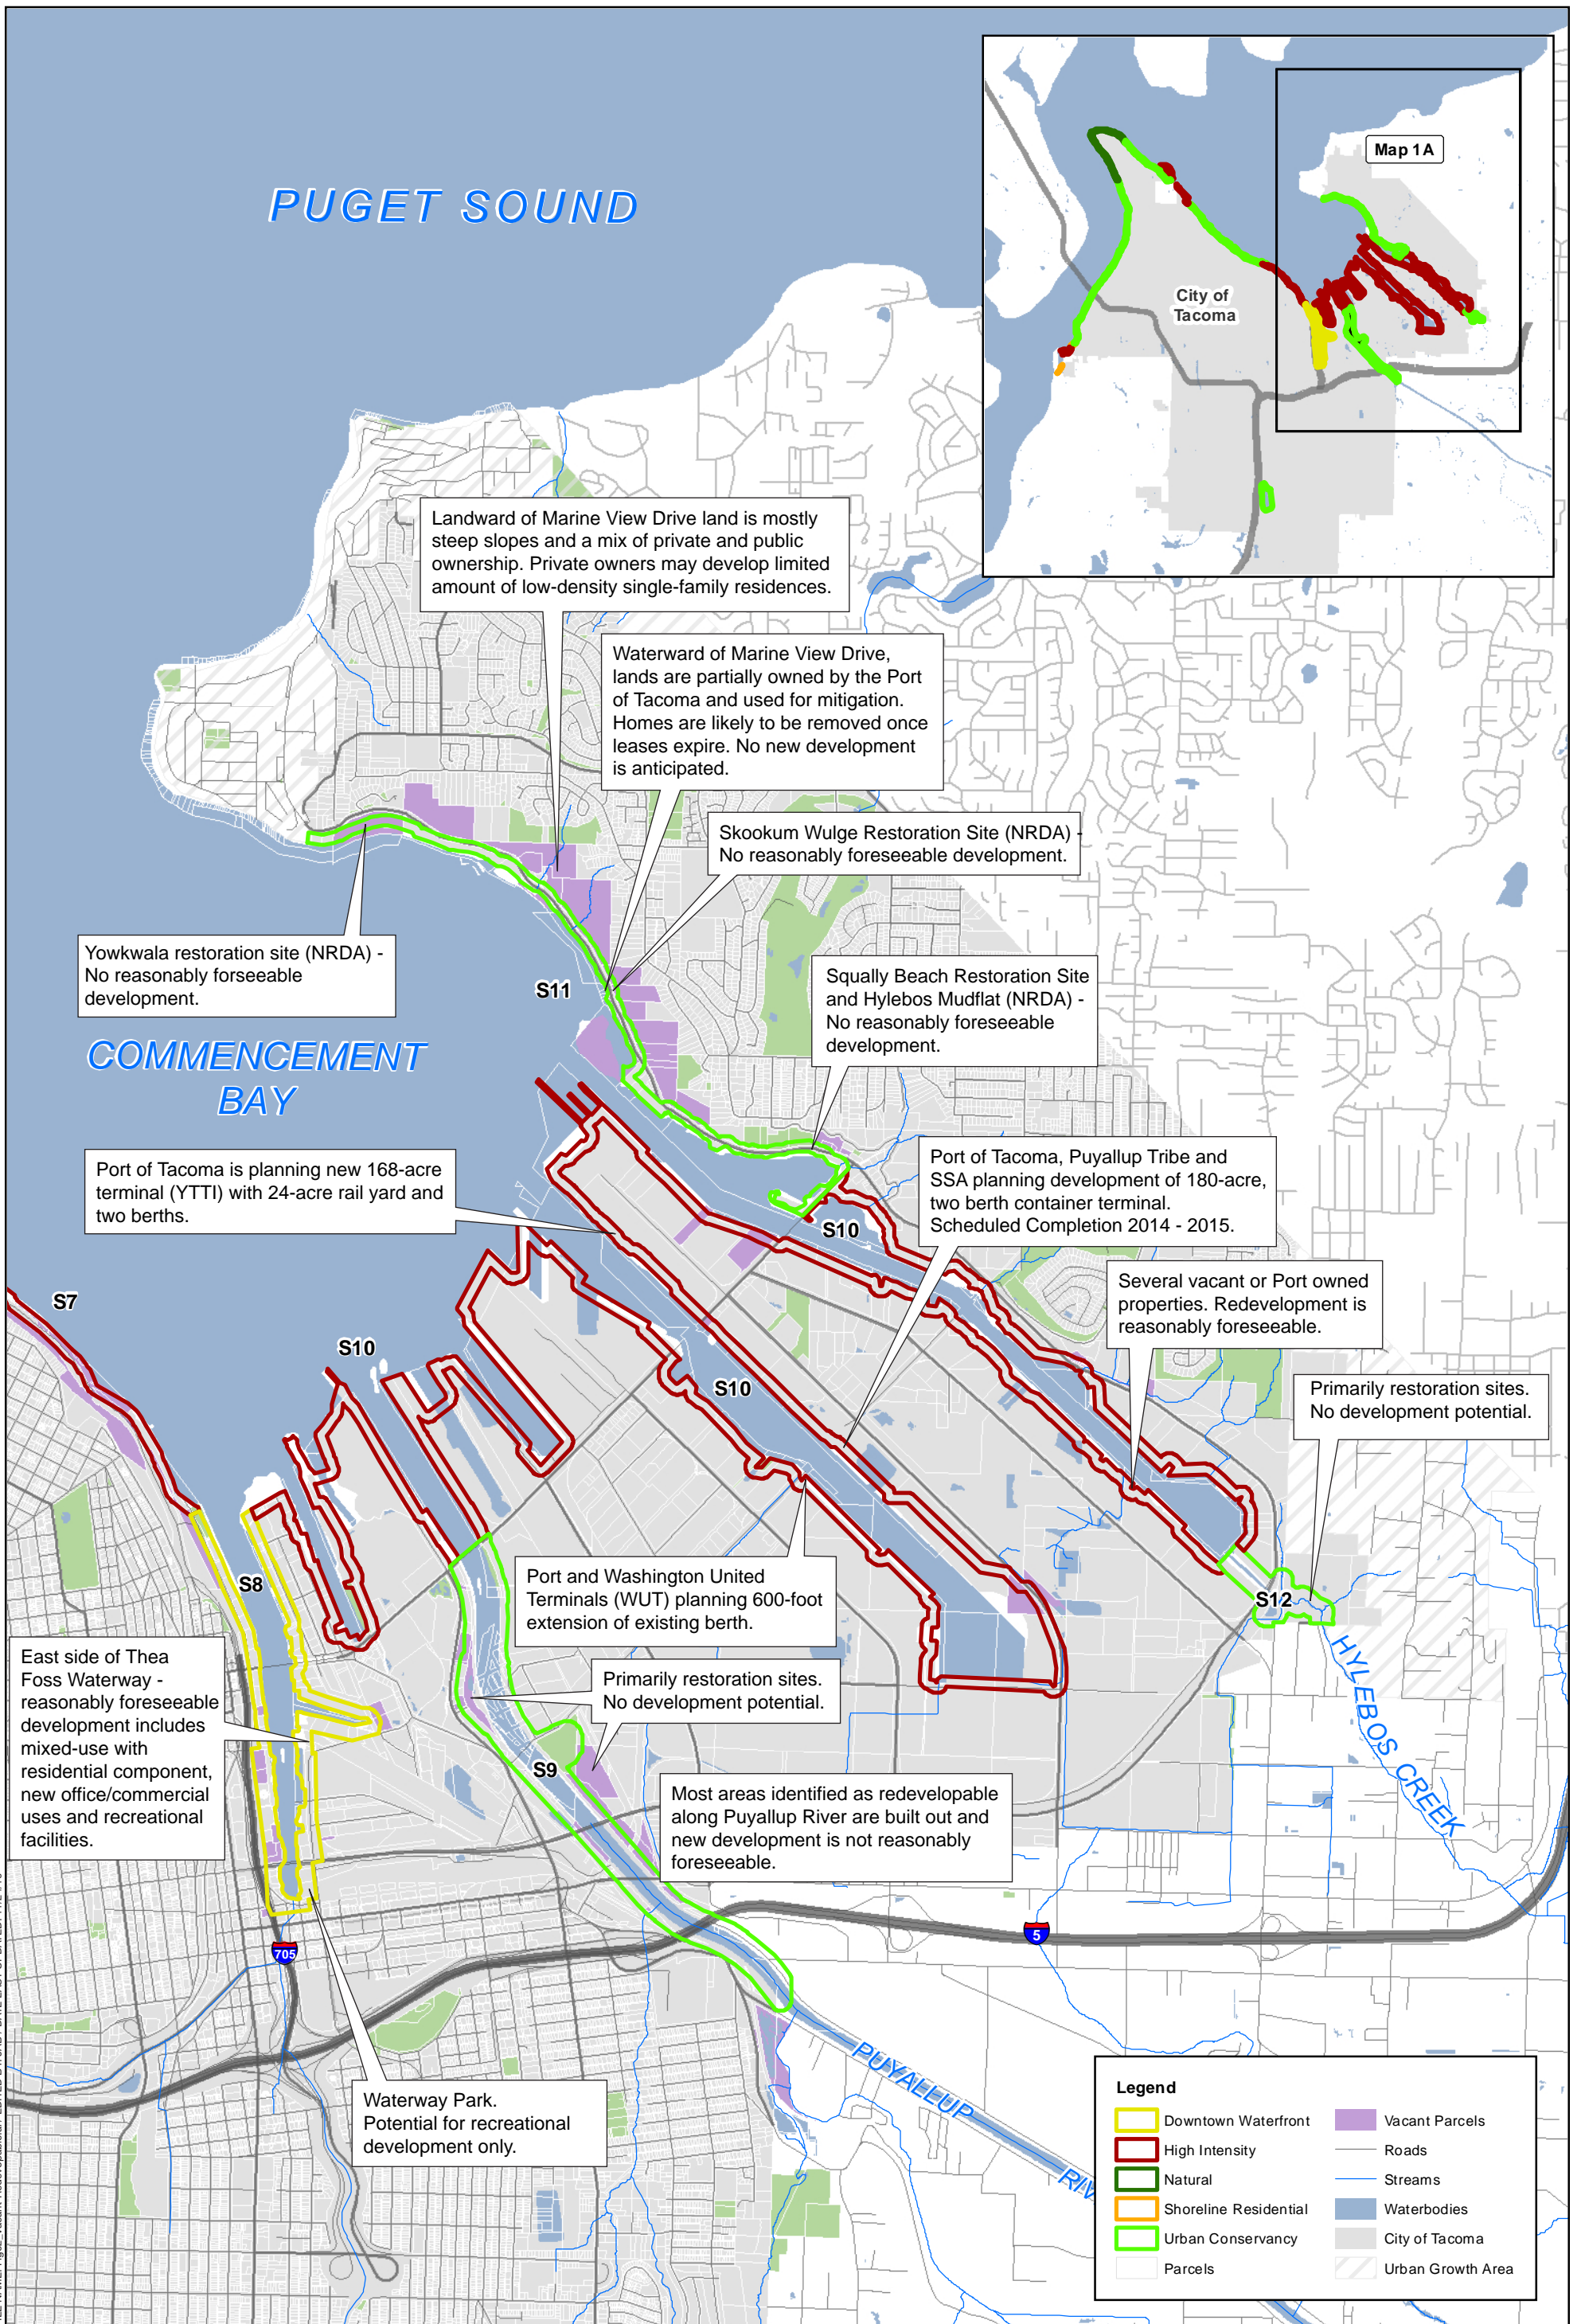 PUGET SOUND
Map 1A
City of
Tacoma
Landward of Marine View Drive land is mostly
steep slopes and a mix of private and public
ownership. Private owners may develop limited
amount of low-density single-family residences.
Waterward of Marine View Drive,
lands are partially owned by the Port
of Tacoma and used for mitigation.
Homes are likely to be removed once
leases expire. No new development
is anticipated.
Skookum Wulge Restoration Site (NRDA) -
No reasonably foreseeable development.
Yowkwala restoration site (NRDA) -
No reasonably forseeable
development.
S11
Squally Beach Restoration Site
and Hylebos Mudflat (NRDA) -
No reasonably foreseeable
development.
COMMENCEMENT
BAY
Port of Tacoma is planning new 168-acre
terminal (YTTI) with 24-acre rail yard and
two berths.
Port of Tacoma, Puyallup Tribe and
SSA planning development of 180-acre,
two berth container terminal.
Scheduled Completion 2014 - 2015.
S10
Several vacant or Port owned
properties. Redevelopment is
reasonably foreseeable.
S7
S10
S10
Primarily restoration sites.
No development potential.
S8
Port and Washington United
Terminals (WUT) planning 600-foot
extension of existing berth.
S12
East side of Thea
Foss Waterway -
reasonably foreseeable
development includes
mixed-use with
residential component,
new office/commercial
uses and recreational
facilities.
Primarily restoration sites.
No development potential.
HYLEBOS CREEK
S9
Most areas identified as redevelopable
along Puyallup River are built out and
new development is not reasonably
foreseeable.
705
5
Waterway Park.
Potential for recreational
development only.
PUYALLUP
RIV
Legend
Downtown Waterfront
High Intensity
Natural
Shoreline Residential
Urban Conservancy
Parcels
Vacant Parcels
Roads
Streams
Waterbodies
City of Tacoma
Urban Growth Area